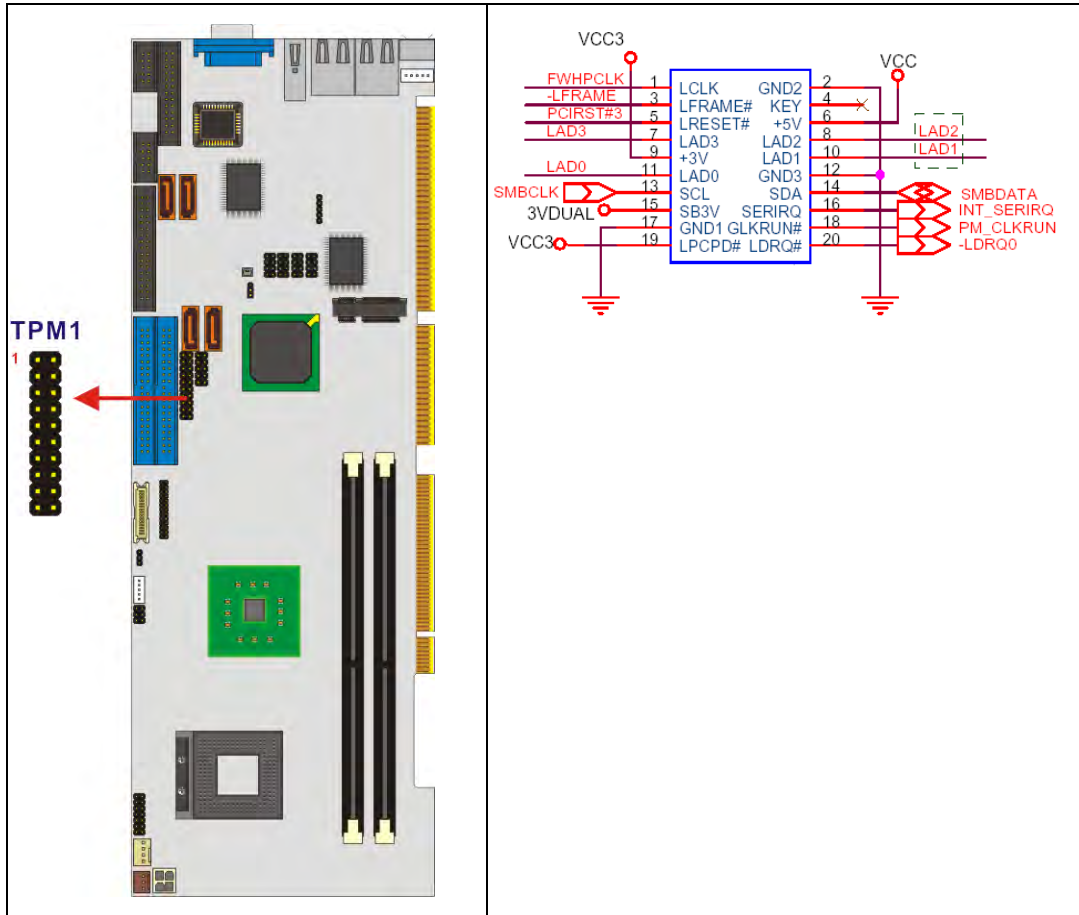 TPM1
1
VCC3
VCC
FWHPCLK 1 LCLK GND2 2
-LFRAME 3 LFRAME# KEY 4
PCIRST#3 5 LRESET# +5V 6
LAD3 7 LAD3 LAD2 8 LAD2
9 +3V LAD1 10 LAD1
LAD0 11 LAD0 GND3 12
SMBCLK 13 SCL SDA 14 SMBDATA
3VDUAL 15 SB3V SERIRQ 16 INT_SERIRQ
17 GND1 GLKRUN# 18 PM_CLKRUN
VCC3 19 LPCPD# LDRQ# 20 -LDRQ0